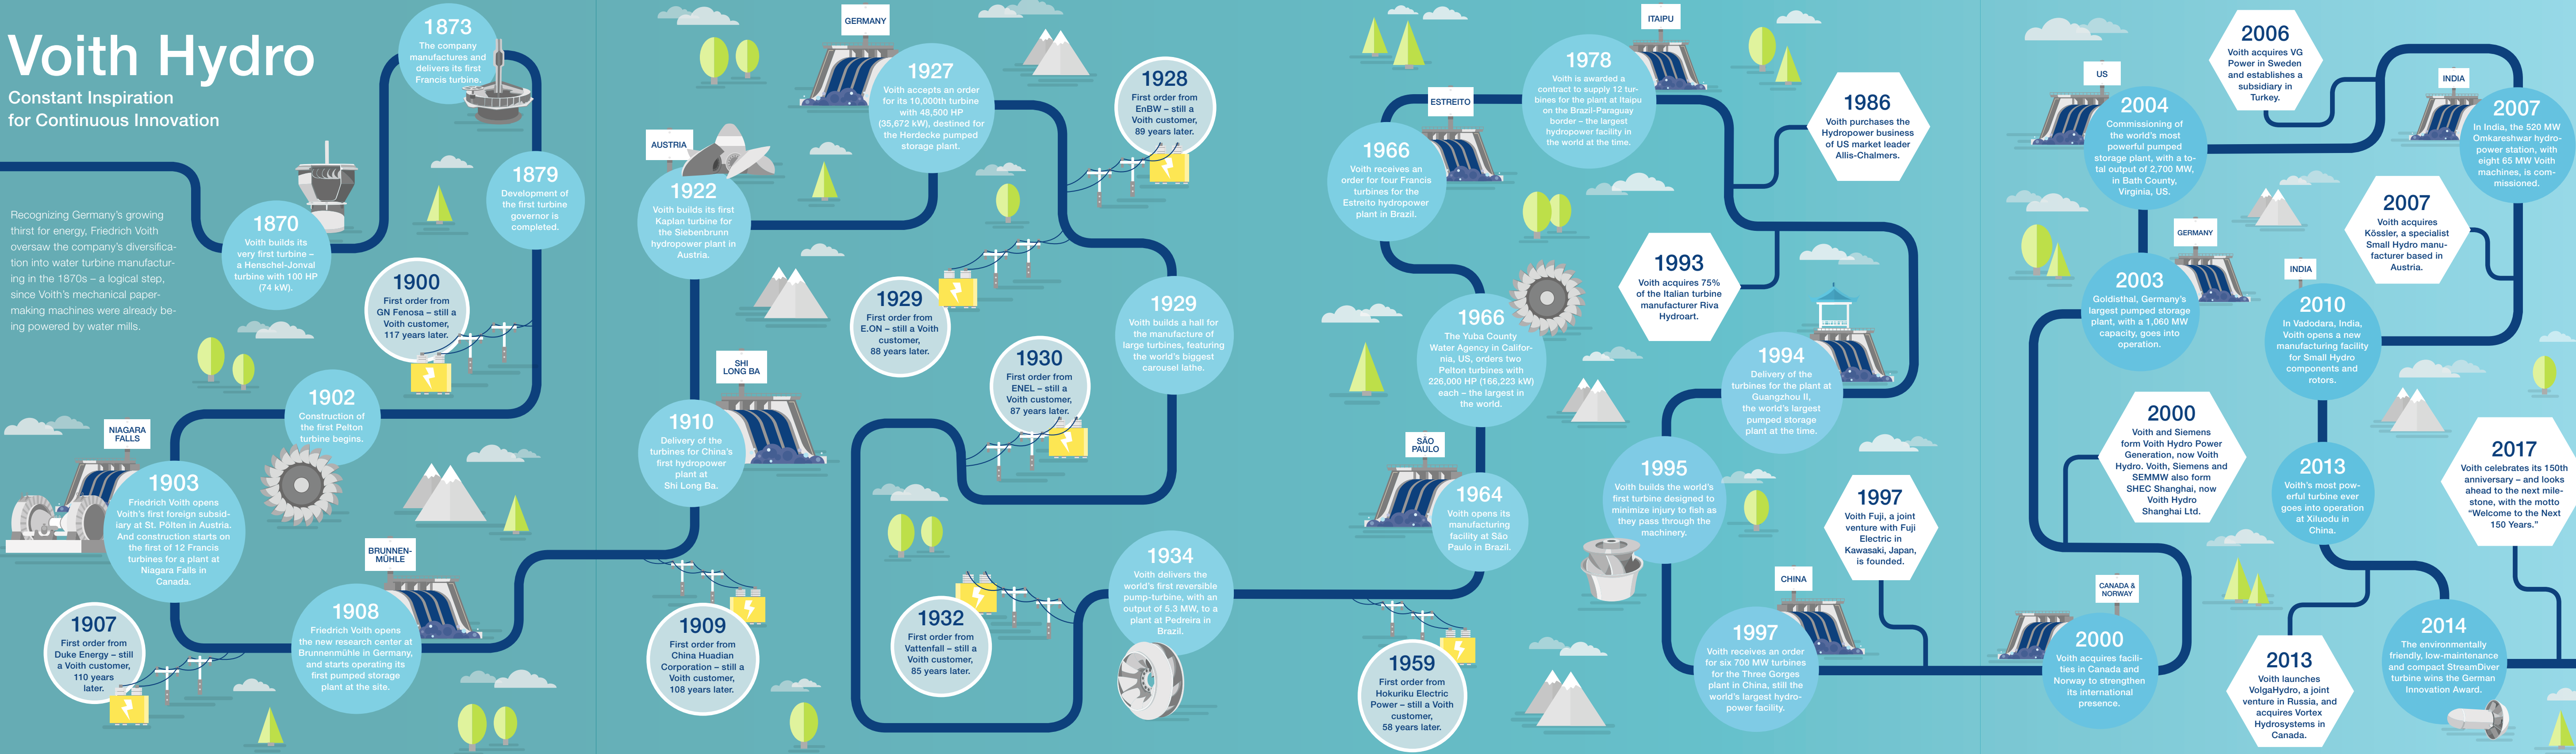 Voith Hydro
Constant Inspiration
for Continuous Innovation
Recognizing Germany's growing
thirst for energy, Friedrich Voith
oversaw the company's diversifica-
tion into water turbine manufactur-
ing in the 1870s – a logical step,
since Voith's mechanical paper-
making machines were already be-
ing powered by water mills.
1870
Voith builds its
very first turbine –
a Henschel-Jonval
turbine with 100 HP
(74 kW).
1873
The company
manufactures and
delivers its first
Francis turbine.
1879
Development of
the first turbine
governor is
completed.
1900
First order from
GN Fenosa – still a
Voith customer,
117 years later.
1902
Construction of
the first Pelton
turbine begins.
NIAGARA
FALLS
1903
Friedrich Voith opens
Voith's first foreign subsid-
iary at St. Pölten in Austria.
And construction starts on
the first of 12 Francis
turbines for a plant at
Niagara Falls in
Canada.
1907
First order from
Duke Energy – still
a Voith customer,
110 years
later.
BRUNNEN-
MÜHLE
1908
Friedrich Voith opens
the new research center at
Brunnenmühle in Germany,
and starts operating its
first pumped storage
plant at the site.
1909
First order from
China Huadian
Corporation – still a
Voith customer,
108 years later.
SHI
LONG BA
1910
Delivery of the
turbines for China's
first hydropower
plant at
Shi Long Ba.
AUSTRIA
1922
Voith builds its first
Kaplan turbine for
the Siebenbrunn
hydropower plant in
Austria.
GERMANY
1927
Voith accepts an order
for its 10,000th turbine
with 48,500 HP
(35,672 kW), destined for
the Herdecke pumped
storage plant.
1928
First order from
EnBW – still a
Voith customer,
89 years later.
1929
First order from
E.ON – still a Voith
customer,
88 years later.
1929
Voith builds a hall for
the manufacture of
large turbines, featuring
the world's biggest
carousel lathe.
1930
First order from
ENEL – still a
Voith customer,
87 years later.
1932
First order from
Vattenfall – still a
Voith customer,
85 years later.
1934
Voith delivers the
world's first reversible
pump-turbine, with an
output of 5.3 MW, to a
plant at Pedreira in
Brazil.
1959
First order from
Hokuriku Electric
Power – still a Voith
customer,
58 years later.
SÃO
PAULO
1964
Voith opens its
manufacturing
facility at São
Paulo in Brazil.
1966
The Yuba County
Water Agency in Califor-
nia, US, orders two
Pelton turbines with
226,000 HP (166,223 kW)
each – the largest in
the world.
ESTREITO
1966
Voith receives an
order for four Francis
turbines for the
Estreito hydropower
plant in Brazil.
ITAIPU
1978
Voith is awarded a
contract to supply 12 tur-
bines for the plant at Itaipu
on the Brazil-Paraguay
border – the largest
hydropower facility in
the world at the time.
1986
Voith purchases the
Hydropower business
of US market leader
Allis-Chalmers.
1993
Voith acquires 75%
of the Italian turbine
manufacturer Riva
Hydroart.
1994
Delivery of the
turbines for the plant at
Guangzhou II,
the world's largest
pumped storage
plant at the time.
1995
Voith builds the world's
first turbine designed to
minimize injury to fish as
they pass through the
machinery.
CHINA
1997
Voith receives an order
for six 700 MW turbines
for the Three Gorges
plant in China, still the
world's largest hydro-
power facility.
1997
Voith Fuji, a joint
venture with Fuji
Electric in
Kawasaki, Japan,
is founded.
CANADA &
NORWAY
2000
Voith acquires facili-
ties in Canada and
Norway to strengthen
its international
presence.
2000
Voith and Siemens
form Voith Hydro Power
Generation, now Voith
Hydro. Voith, Siemens and
SEMMW also form
SHEC Shanghai, now
Voith Hydro
Shanghai Ltd.
GERMANY
2003
Goldisthal, Germany's
largest pumped storage
plant, with a 1,060 MW
capacity, goes into
operation.
US
2004
Commissioning of
the world's most
powerful pumped
storage plant, with a to-
tal output of 2,700 MW,
in Bath County,
Virginia, US.
2006
Voith acquires VG
Power in Sweden
and establishes a
subsidiary in
Turkey.
INDIA
2007
In India, the 520 MW
Omkareshwar hydro-
power station, with
eight 65 MW Voith
machines, is com-
missioned.
2007
Voith acquires
Kössler, a specialist
Small Hydro manu-
facturer based in
Austria.
INDIA
2010
In Vadodara, India,
Voith opens a new
manufacturing facility
for Small Hydro
components and
rotors.
2013
Voith's most pow-
erful turbine ever
goes into operation
at Xiluodu in
China.
2013
Voith launches
VolgaHydro, a joint
venture in Russia, and
acquires Vortex
Hydrosystems in
Canada.
2014
The environmentally
friendly, low-maintenance
and compact StreamDiver
turbine wins the German
Innovation Award.
2017
Voith celebrates its 150th
anniversary – and looks
ahead to the next mile-
stone, with the motto
“Welcome to the Next
150 Years.”